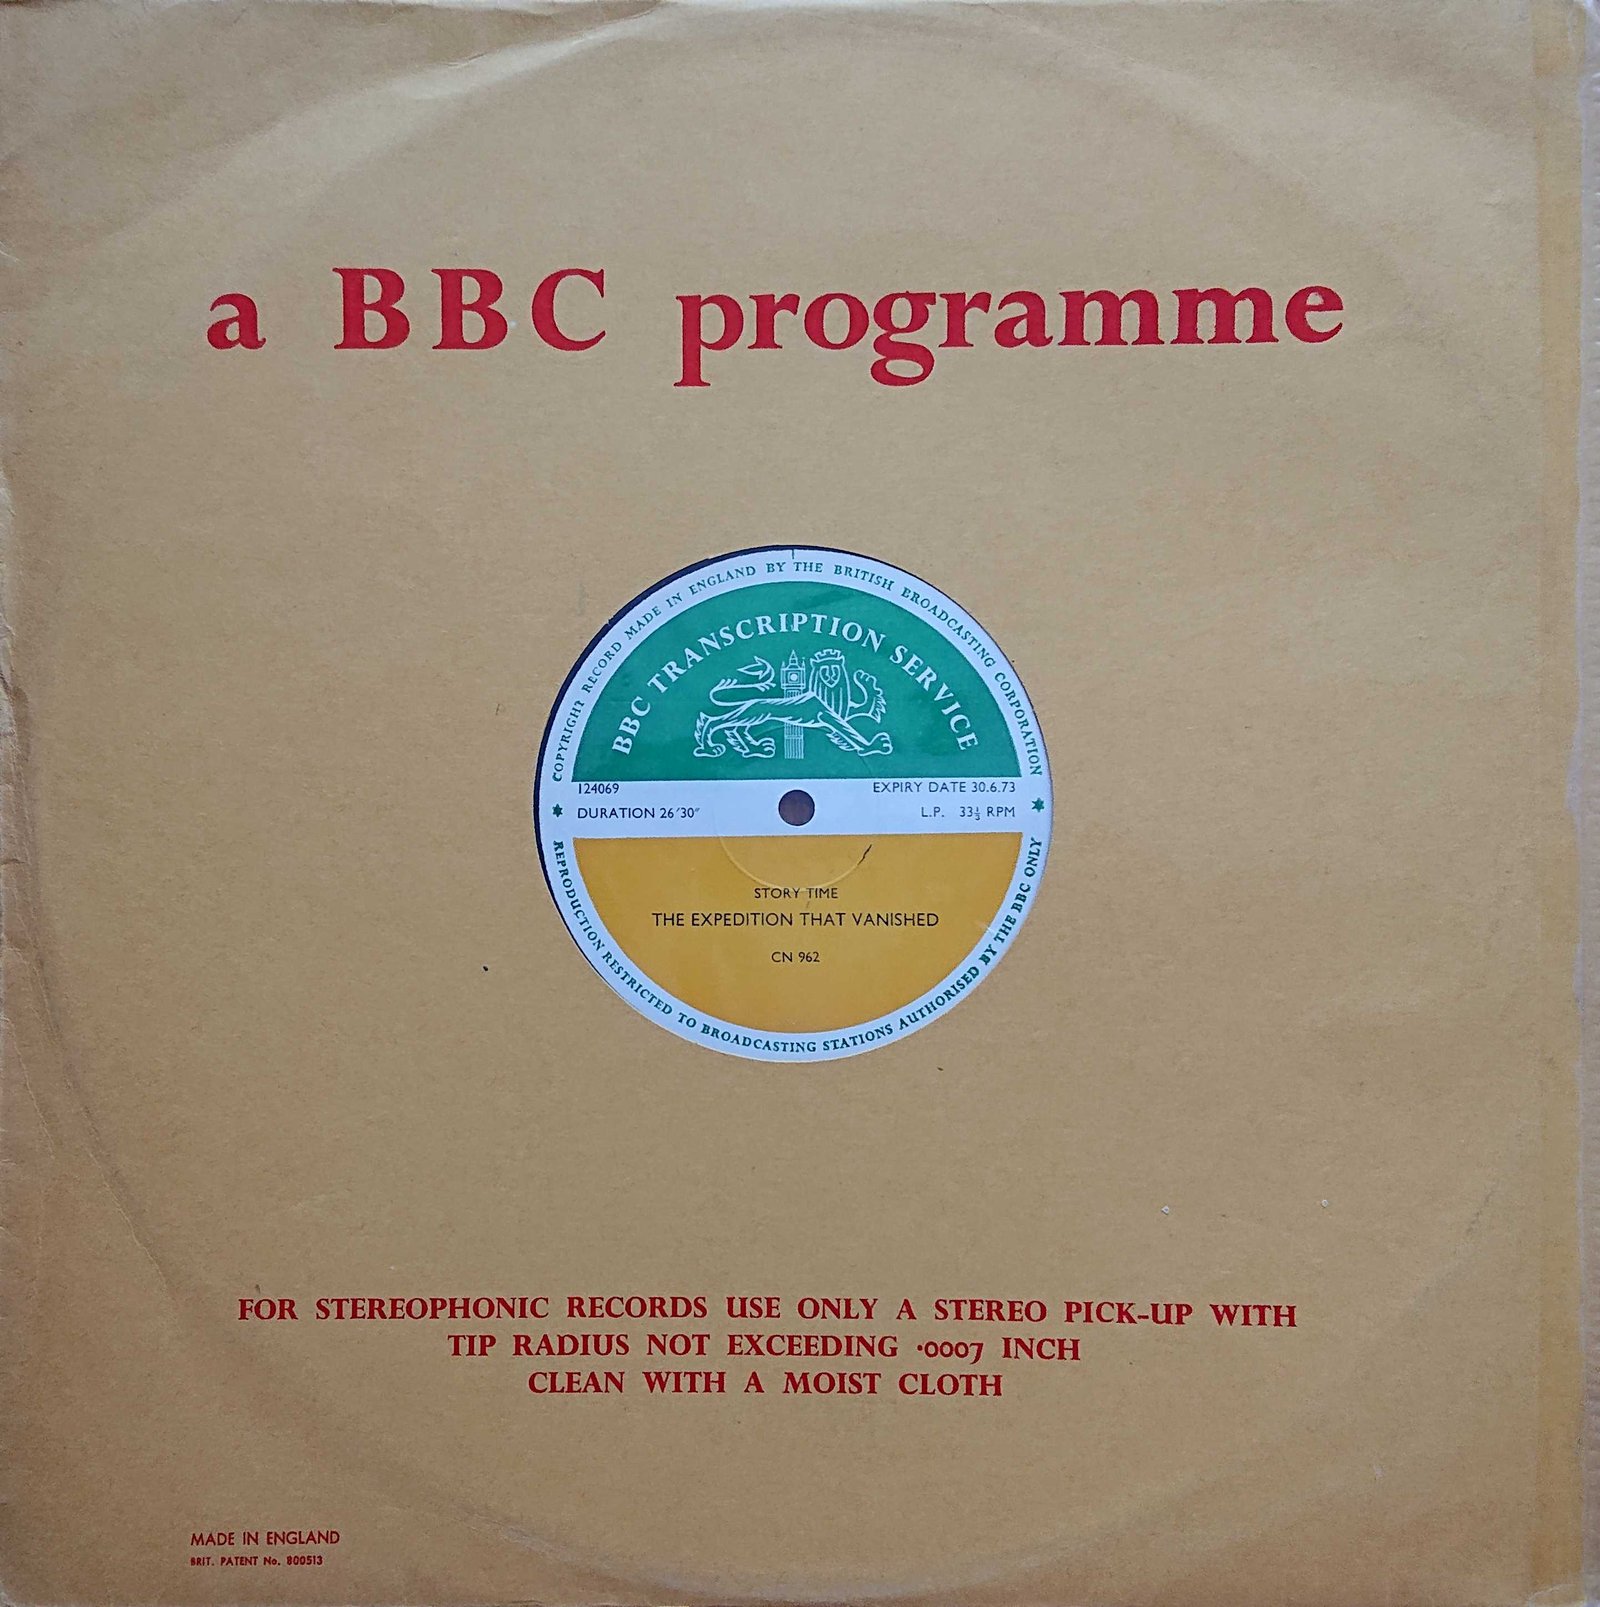 a BBC programme
COPYRIGHT RECORD MADE IN ENGLAND BY THE BRITISH BROADCASTING CORPORATION
BBC TRANSCRIPTION SERVICE
124069 EXPIRY DATE 30.6.73
DURATION 26′30″ L.P. 33⅓ RPM
STORY TIME
THE EXPEDITION THAT VANISHED
CN 962
REPRODUCTION RESTRICTED TO BROADCASTING STATIONS AUTHORISED BY THE BBC ONLY
FOR STEREOPHONIC RECORDS USE ONLY A STEREO PICK-UP WITH
TIP RADIUS NOT EXCEEDING ·0007 INCH
CLEAN WITH A MOIST CLOTH
MADE IN ENGLAND
BRIT. PATENT No. 800513